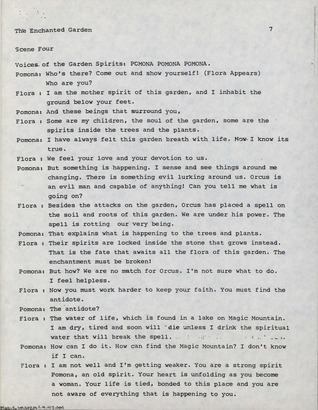 The Enchanted Garden 7
Scene Four
Voices of the Garden Spirits: POMONA POMONA POMONA.
Pomona: Who's there? Come out and show yourself! (Flora Appears)
Who are you?
Flora : I am the mother spirit of this garden, and I inhabit the
ground below your feet.
Pomona: And these beings that surround you,
Flora : Some are my children, the soul of the garden, some are the
spirits inside the trees and the plants.
Pomona: I have always felt this garden breath with life. Now I know its
true.
Flora : We feel your love and your devotion to us.
Pomona: But something is happening. I sense and see things around me
changing. There is something evil lurking around us. Orcus is
an evil man and capable of anything! Can you tell me what is
going on?
Flora : Besides the attacks on the garden, Orcus has placed a spell on
the soil and roots of this garden. We are under his power. The
spell is rotting our very being.
Pomona: That explains what is happening to the trees and plants.
Flora : Their spirits are locked inside the stone that grows instead.
That is the fate that awaits all the flora of this garden. The
enchantment must be broken!
Pomona: But how? We are no match for Orcus. I'm not sure what to do.
I feel helpless.
Flora : Now you must work harder to keep your faith. You must find the
antidote.
Pomona: The antidote?
Flora : The water of life, which is found in a lake on Magic Mountain.
I am dry, tired and soon will die unless I drink the spiritual
water that will break the spell.
Pomona: How can I do it. How can find the Magic Mountain? I don't know
if I can.
Flora : I am not well and I'm getting weaker. You are a strong spirit
Pomona, an old spirit. Your heart is unfolding as you become
a woman. Your life is tied, bonded to this place and you are
not aware of everything that is happening to you.